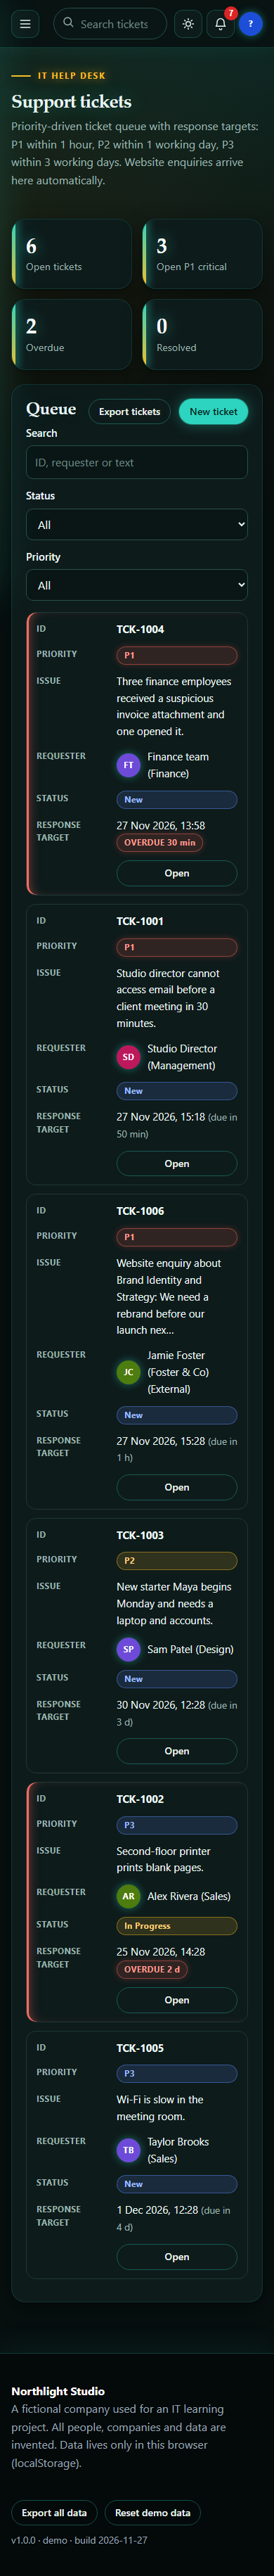 Search tickets
7
?
IT HELP DESK
Support tickets
Priority-driven ticket queue with response targets:
P1 within 1 hour, P2 within 1 working day, P3
within 3 working days. Website enquiries arrive
here automatically.
6
Open tickets
3
Open P1 critical
2
Overdue
0
Resolved
Queue
Export tickets
New ticket
Search
ID, requester or text
Status
All
Priority
All
ID
TCK-1004
PRIORITY
P1
ISSUE
Three finance employees
received a suspicious
invoice attachment and
one opened it.
REQUESTER
FT
Finance team
(Finance)
STATUS
New
RESPONSE
TARGET
27 Nov 2026, 13:58
OVERDUE 30 min
Open
ID
TCK-1001
PRIORITY
P1
ISSUE
Studio director cannot
access email before a
client meeting in 30
minutes.
REQUESTER
SD
Studio Director
(Management)
STATUS
New
RESPONSE
TARGET
27 Nov 2026, 15:18 (due in
50 min)
Open
ID
TCK-1006
PRIORITY
P1
ISSUE
Website enquiry about
Brand Identity and
Strategy: We need a
rebrand before our
launch nex...
REQUESTER
JC
Jamie Foster
(Foster & Co)
(External)
STATUS
New
RESPONSE
TARGET
27 Nov 2026, 15:28 (due in
1 h)
Open
ID
TCK-1003
PRIORITY
P2
ISSUE
New starter Maya begins
Monday and needs a
laptop and accounts.
REQUESTER
SP
Sam Patel (Design)
STATUS
New
RESPONSE
TARGET
30 Nov 2026, 12:28 (due in
3 d)
Open
ID
TCK-1002
PRIORITY
P3
ISSUE
Second-floor printer
prints blank pages.
REQUESTER
AR
Alex Rivera (Sales)
STATUS
In Progress
RESPONSE
TARGET
25 Nov 2026, 14:28
OVERDUE 2 d
Open
ID
TCK-1005
PRIORITY
P3
ISSUE
Wi-Fi is slow in the
meeting room.
REQUESTER
TB
Taylor Brooks
(Sales)
STATUS
New
RESPONSE
TARGET
1 Dec 2026, 12:28 (due in
4 d)
Open
Northlight Studio
A fictional company used for an IT learning
project. All people, companies and data are
invented. Data lives only in this browser
(localStorage).
Export all data
Reset demo data
v1.0.0 · demo · build 2026-11-27